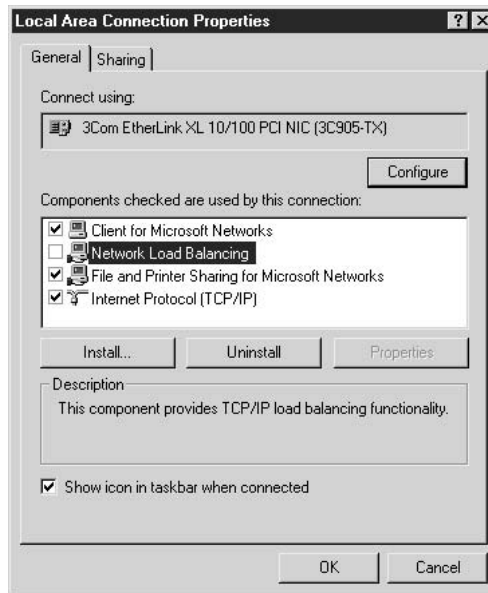 Local Area Connection Properties
General
Sharing
Connect using:
3Com EtherLink XL 10/100 PCI NIC (3C905-TX)
Configure
Components checked are used by this connection:
Client for Microsoft Networks
Network Load Balancing
File and Printer Sharing for Microsoft Networks
Internet Protocol (TCP/IP)
Install...
Uninstall
Properties
Description
This component provides TCP/IP load balancing functionality.
Show icon in taskbar when connected
OK
Cancel